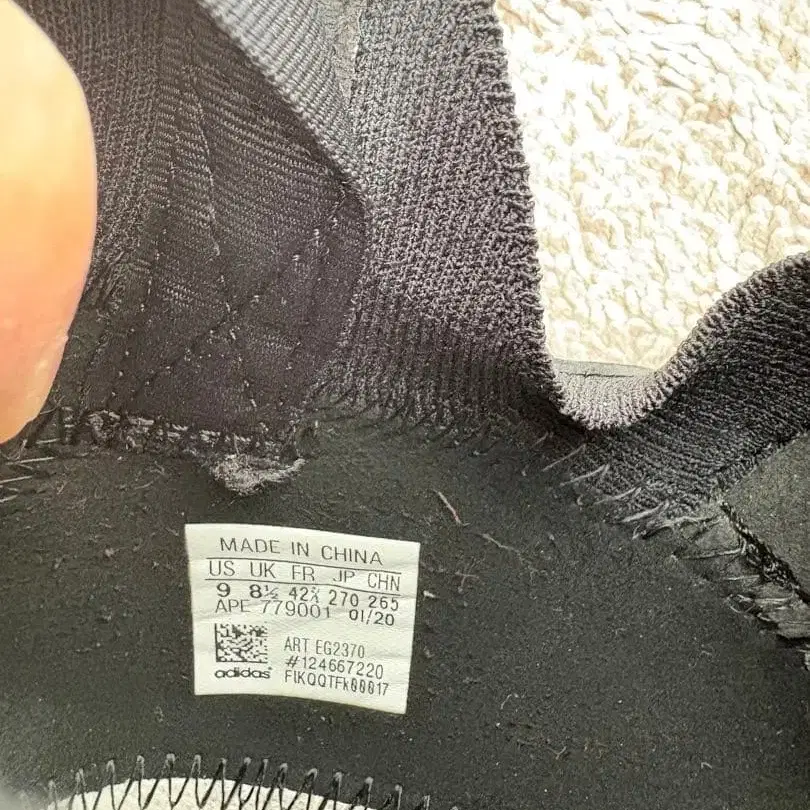 MADE IN CHINA
US UK FR JP CHN
9 8½ 42⅔ 270 265
APE 779001 01/20
ART EG2370
#124667220
adidas
FIKQQTFk00017